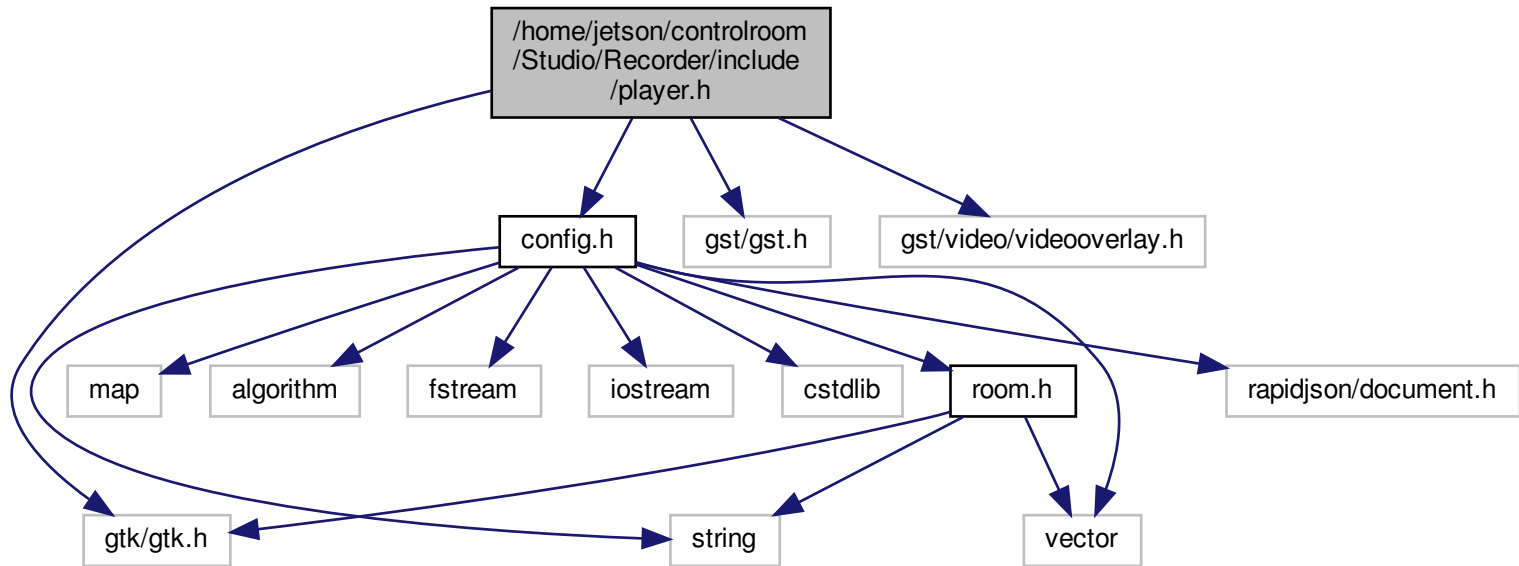 /home/jetson/controlroom
/Studio/Recorder/include
/player.h
config.h
gst/gst.h
gst/video/videooverlay.h
map
algorithm
fstream
iostream
cstdlib
room.h
rapidjson/document.h
gtk/gtk.h
string
vector